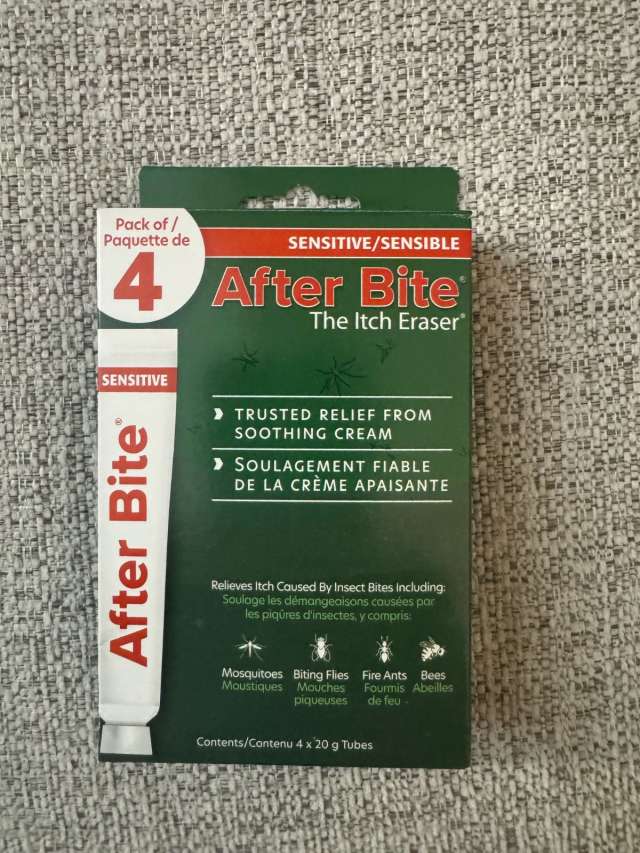 Pack of /
Paquette de
4
SENSITIVE/SENSIBLE
After Bite®
The Itch Eraser®
SENSITIVE
After Bite®
TRUSTED RELIEF FROM
SOOTHING CREAM
SOULAGEMENT FIABLE
DE LA CRÈME APAISANTE
Relieves Itch Caused By Insect Bites Including:
Soulage les démangeaisons causées par
les piqûres d'insectes, y compris:
Mosquitoes
Moustiques
Biting Flies
Mouches
piqueuses
Fire Ants
Fourmis
de feu
Bees
Abeilles
Contents/Contenu 4 x 20 g Tubes